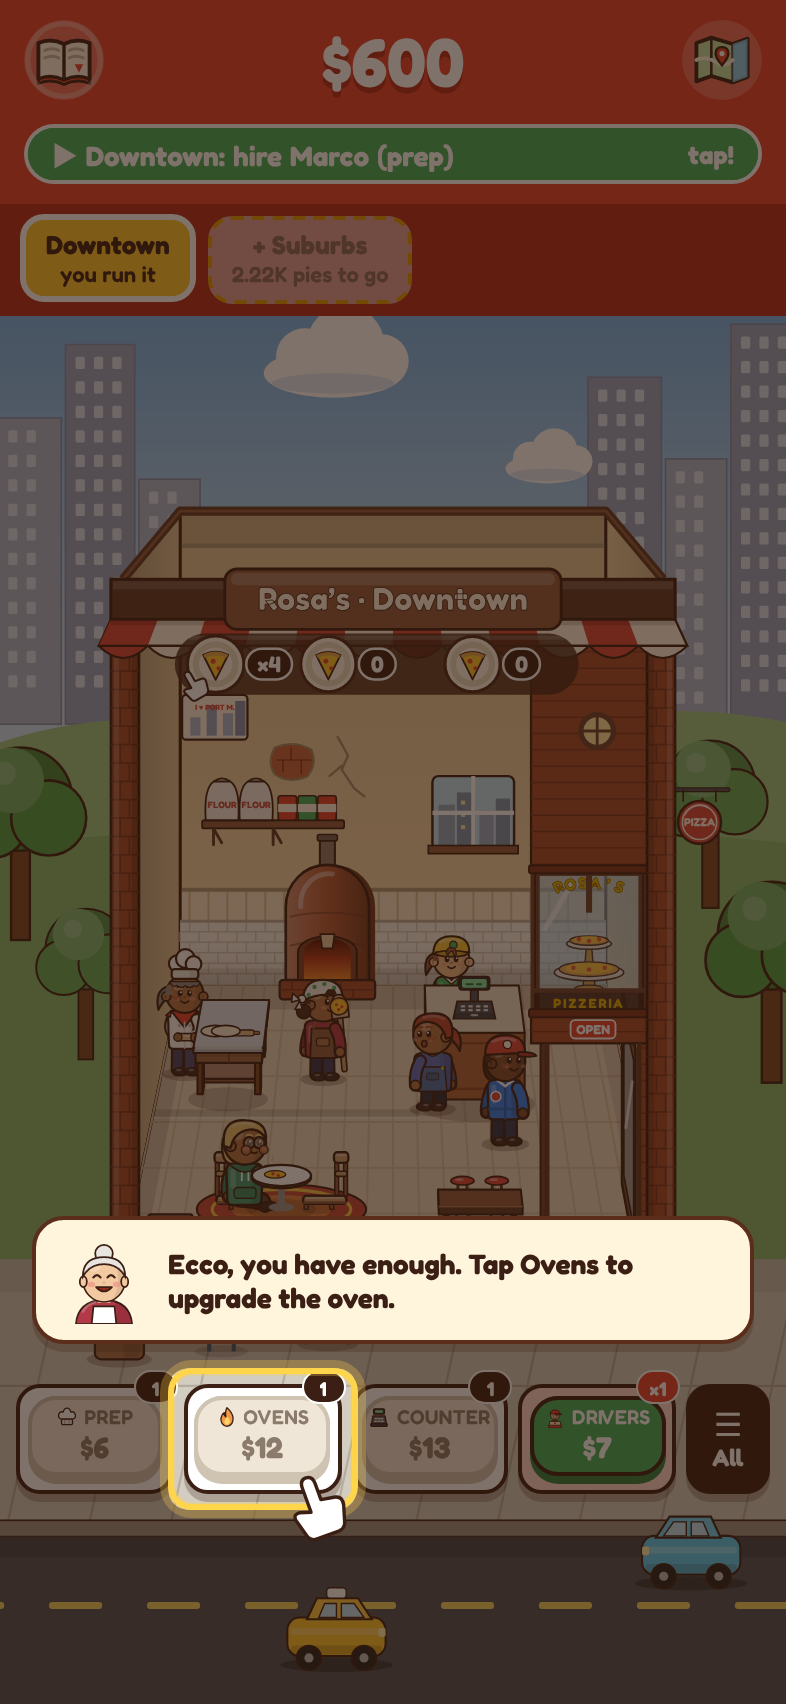 $600
Downtown: hire Marco (prep)
tap!
Downtown
you run it
+ Suburbs
2.22K pies to go
Rosa's · Downtown
x4
0
0
I ♥ PORT M.
FLOUR
FLOUR
PIZZA
ROSA'S
PIZZERIA
OPEN
Ecco, you have enough. Tap Ovens to
upgrade the oven.
1
PREP
$6
1
OVENS
$12
1
COUNTER
$13
x1
DRIVERS
$7
All